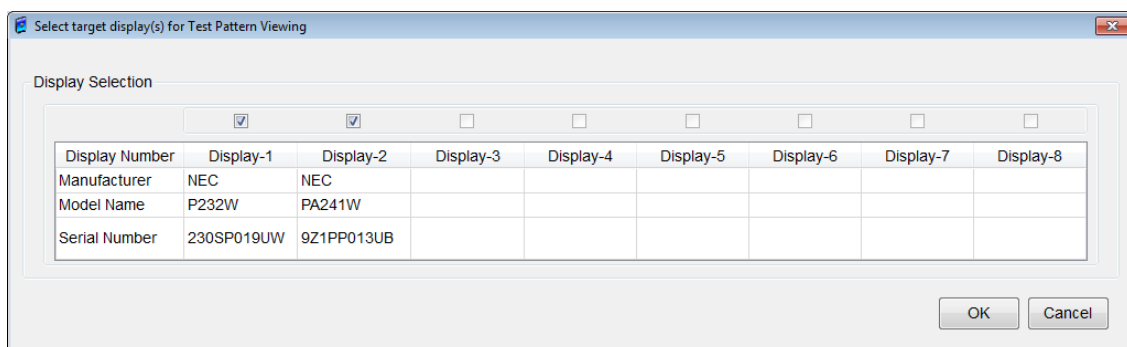 Select target display(s) for Test Pattern Viewing
Display Selection
Display Number Display-1 Display-2 Display-3 Display-4 Display-5 Display-6 Display-7 Display-8
Manufacturer NEC NEC
Model Name P232W PA241W
Serial Number 230SP019UW 9Z1PP013UB
OK Cancel